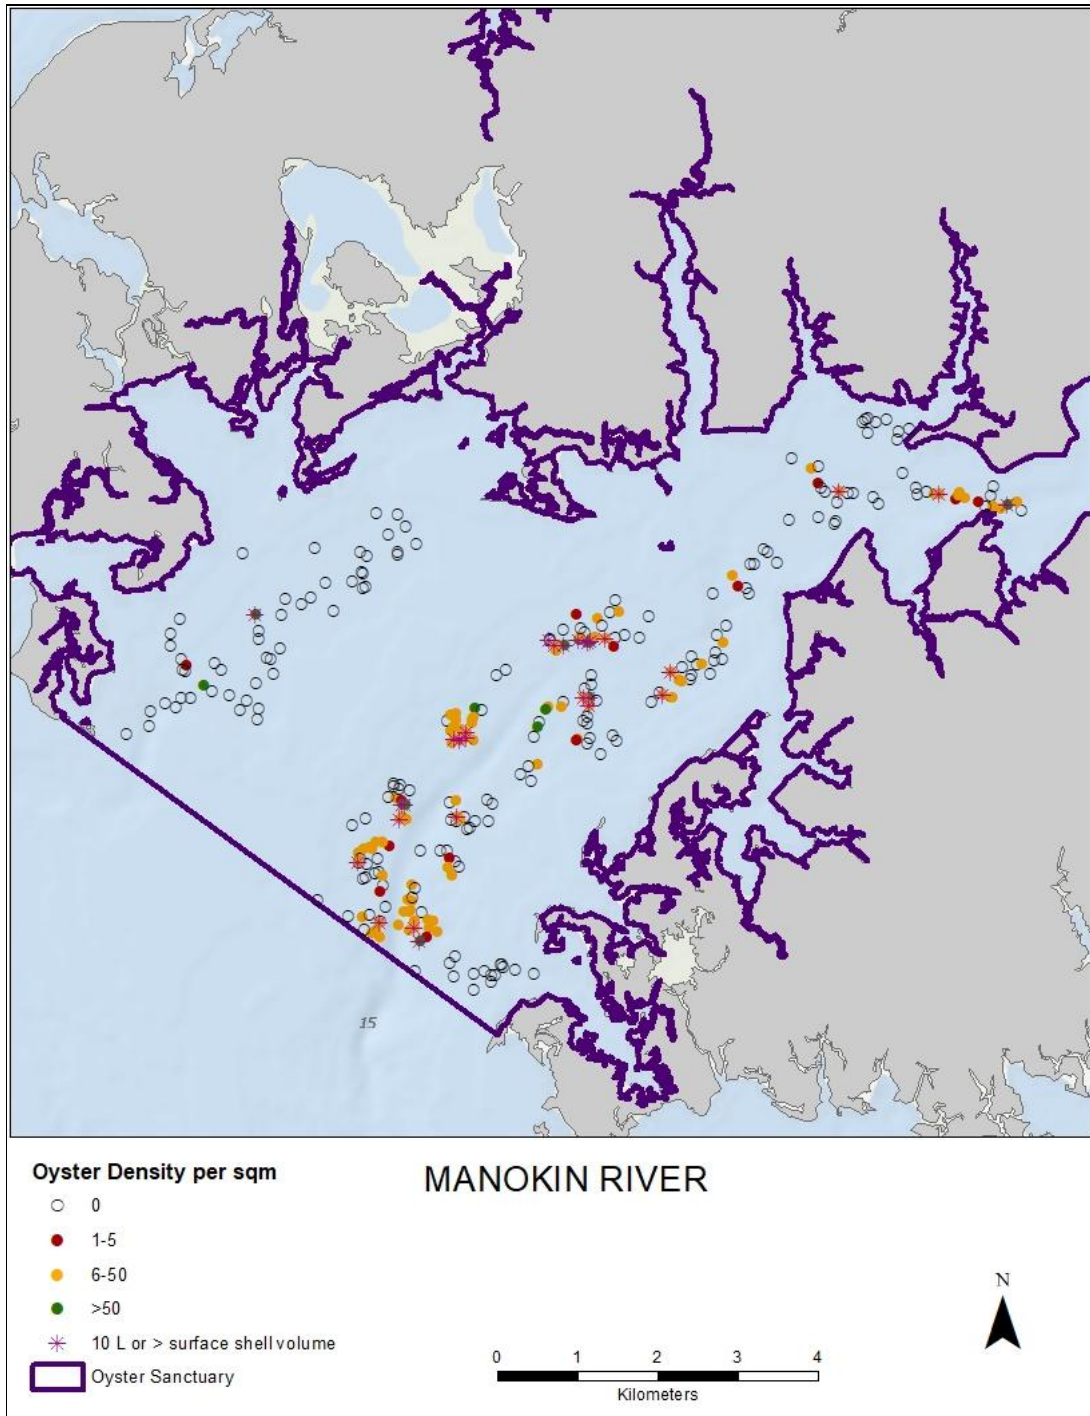 15
Oyster Density per sqm
MANOKIN RIVER
0
1-5
6-50
>50
10 L or > surface shell volume
Oyster Sanctuary
N
0 1 2 3 4
Kilometers